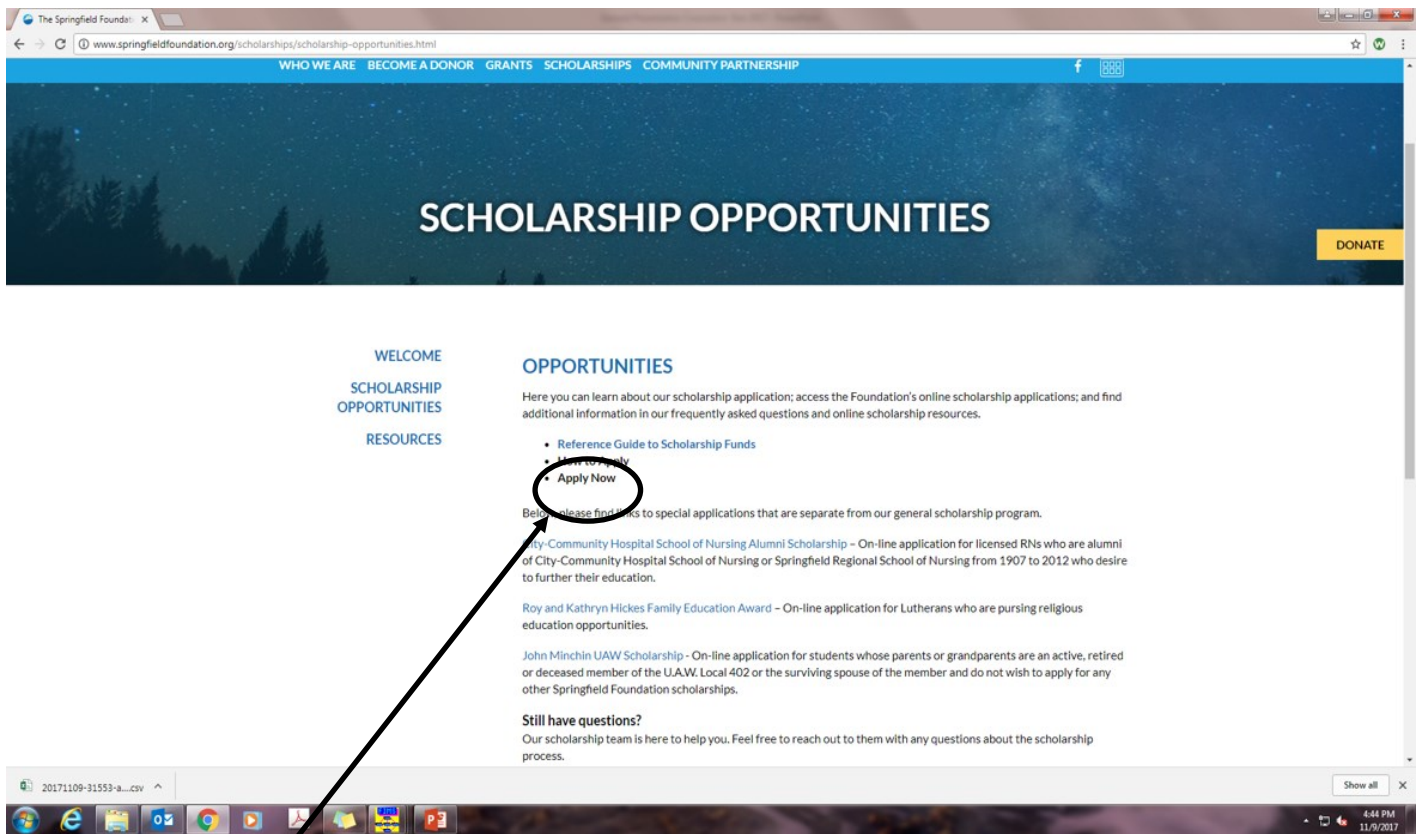 The Springfield Foundati
www.springfieldfoundation.org/scholarships/scholarship-opportunities.html
WHO WE ARE BECOME A DONOR GRANTS SCHOLARSHIPS COMMUNITY PARTNERSHIP f
SCHOLARSHIP OPPORTUNITIES
DONATE
WELCOME
SCHOLARSHIP
OPPORTUNITIES
RESOURCES
OPPORTUNITIES
Here you can learn about our scholarship application; access the Foundation's online scholarship applications; and find
additional information in our frequently asked questions and online scholarship resources.
• Reference Guide to Scholarship Funds
• How to Apply
• Apply Now
Below, please find links to special applications that are separate from our general scholarship program.
City-Community Hospital School of Nursing Alumni Scholarship – On-line application for licensed RNs who are alumni
of City-Community Hospital School of Nursing or Springfield Regional School of Nursing from 1907 to 2012 who desire
to further their education.
Roy and Kathryn Hickes Family Education Award – On-line application for Lutherans who are pursing religious
education opportunities.
John Minchin UAW Scholarship - On-line application for students whose parents or grandparents are an active, retired
or deceased member of the U.A.W. Local 402 or the surviving spouse of the member and do not wish to apply for any
other Springfield Foundation scholarships.
Still have questions?
Our scholarship team is here to help you. Feel free to reach out to them with any questions about the scholarship
process.
20171109-31553-a....csv
Show all
4:44 PM
11/9/2017